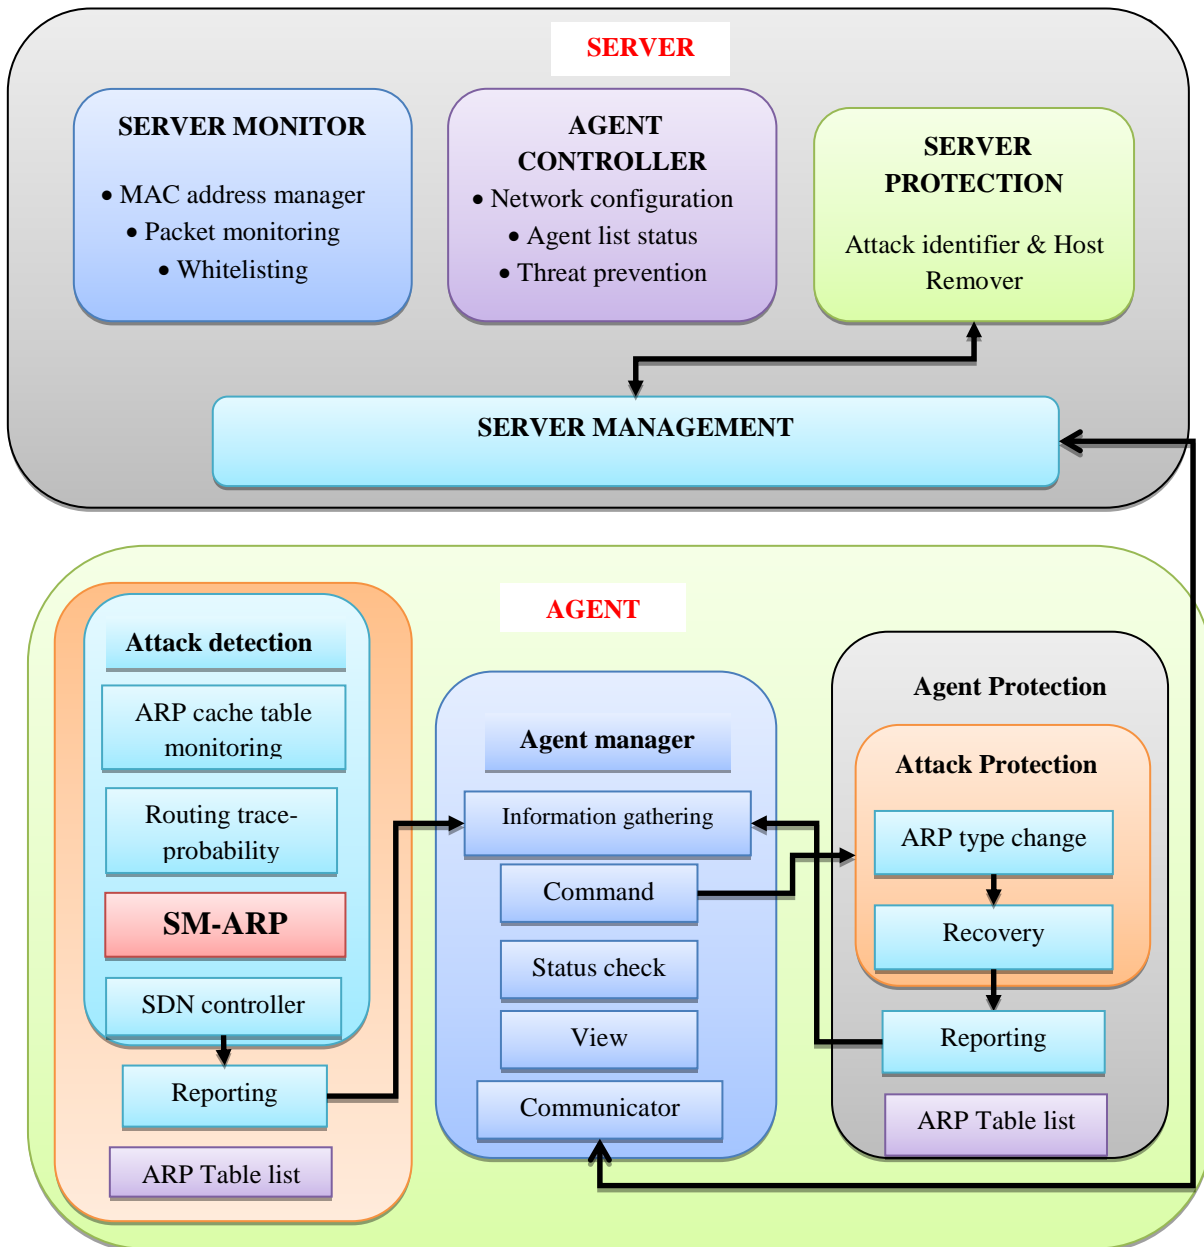 SERVER
SERVER MONITOR
• MAC address manager
• Packet monitoring
• Whitelisting
AGENT
CONTROLLER
• Network configuration
• Agent list status
• Threat prevention
SERVER
PROTECTION
Attack identifier & Host
Remover
SERVER MANAGEMENT
AGENT
Attack detection
ARP cache table
monitoring
Routing trace-
probability
SM-ARP
SDN controller
Reporting
ARP Table list
Agent manager
Information gathering
Command
Status check
View
Communicator
Agent Protection
Attack Protection
ARP type change
Recovery
Reporting
ARP Table list